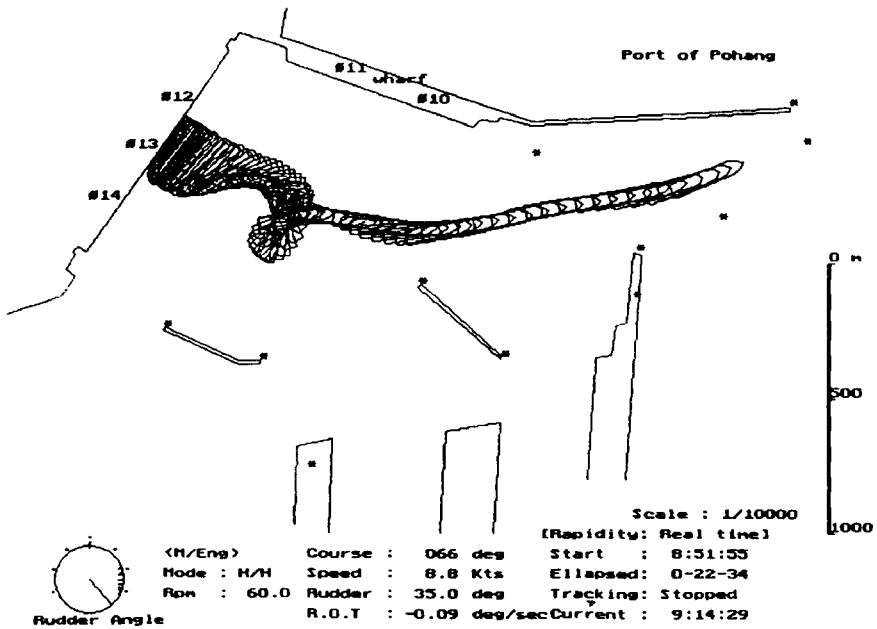 Port of Pohang
#11
wharf
#10
#12
#13
#14
0 m
500
1000
Scale : 1/10000
[Rapidity: Real time]
<M/Eng> Course : 066 deg Start : 8:51:55
Mode : H/H Speed : 8.8 Kts Ellapsed: 0-22-34
Rpm : 60.0 Rudder : 35.0 deg Tracking: Stopped
R.O.T : -0.09 deg/sec Current : 9:14:29
Rudder Angle